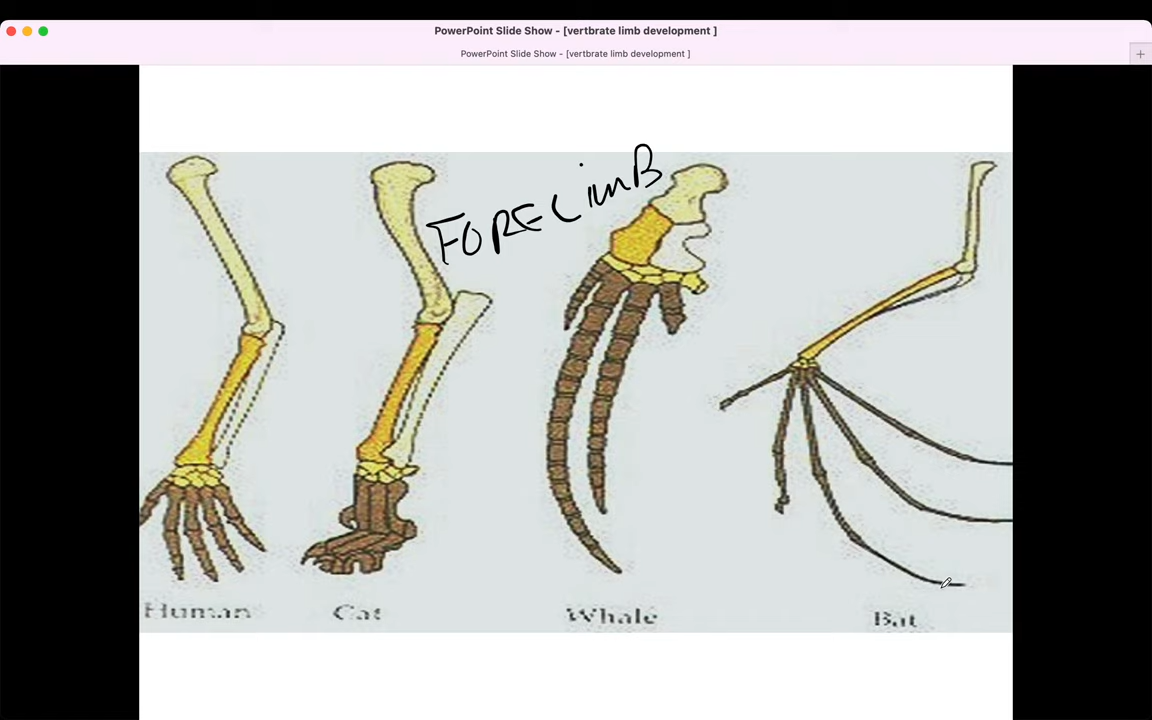 PowerPoint Slide Show - [vertbrate limb development ]
PowerPoint Slide Show - [vertbrate limb development ]
FORELimB
Human Cat Whale Bat